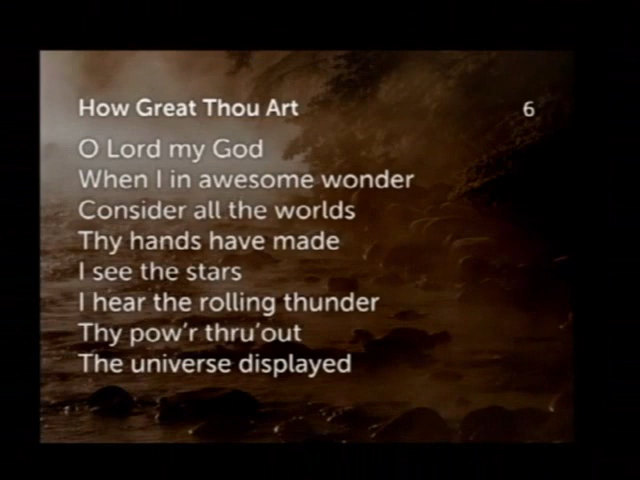 How Great Thou Art 6
O Lord my God
When I in awesome wonder
Consider all the worlds
Thy hands have made
I see the stars
I hear the rolling thunder
Thy pow'r thru'out
The universe displayed